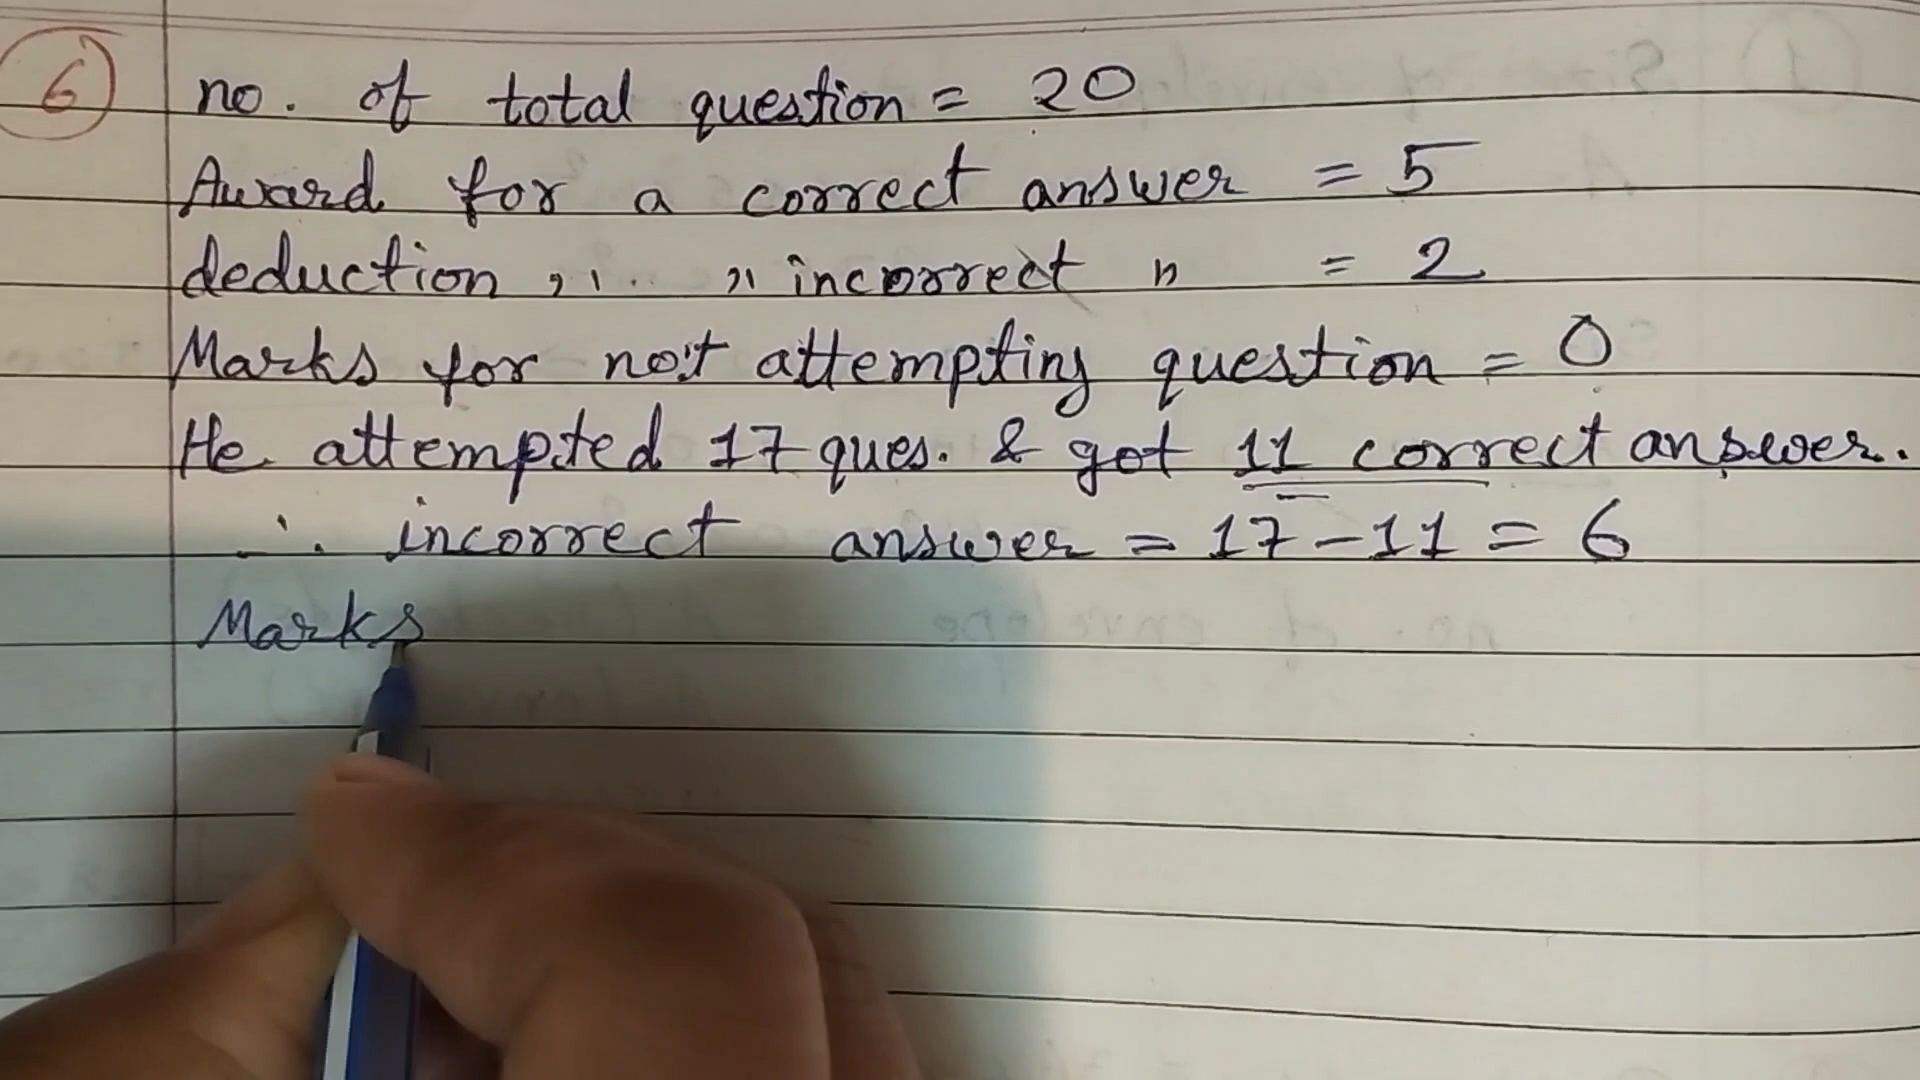 6
no. of total question = 20
Award for a correct answer = 5
deduction ,, .. ,, incorrect ,, = 2
Marks for not attempting question = 0
He attempted 17 ques. & got 11 correct answer.
∴ incorrect answer = 17 - 11 = 6
Marks